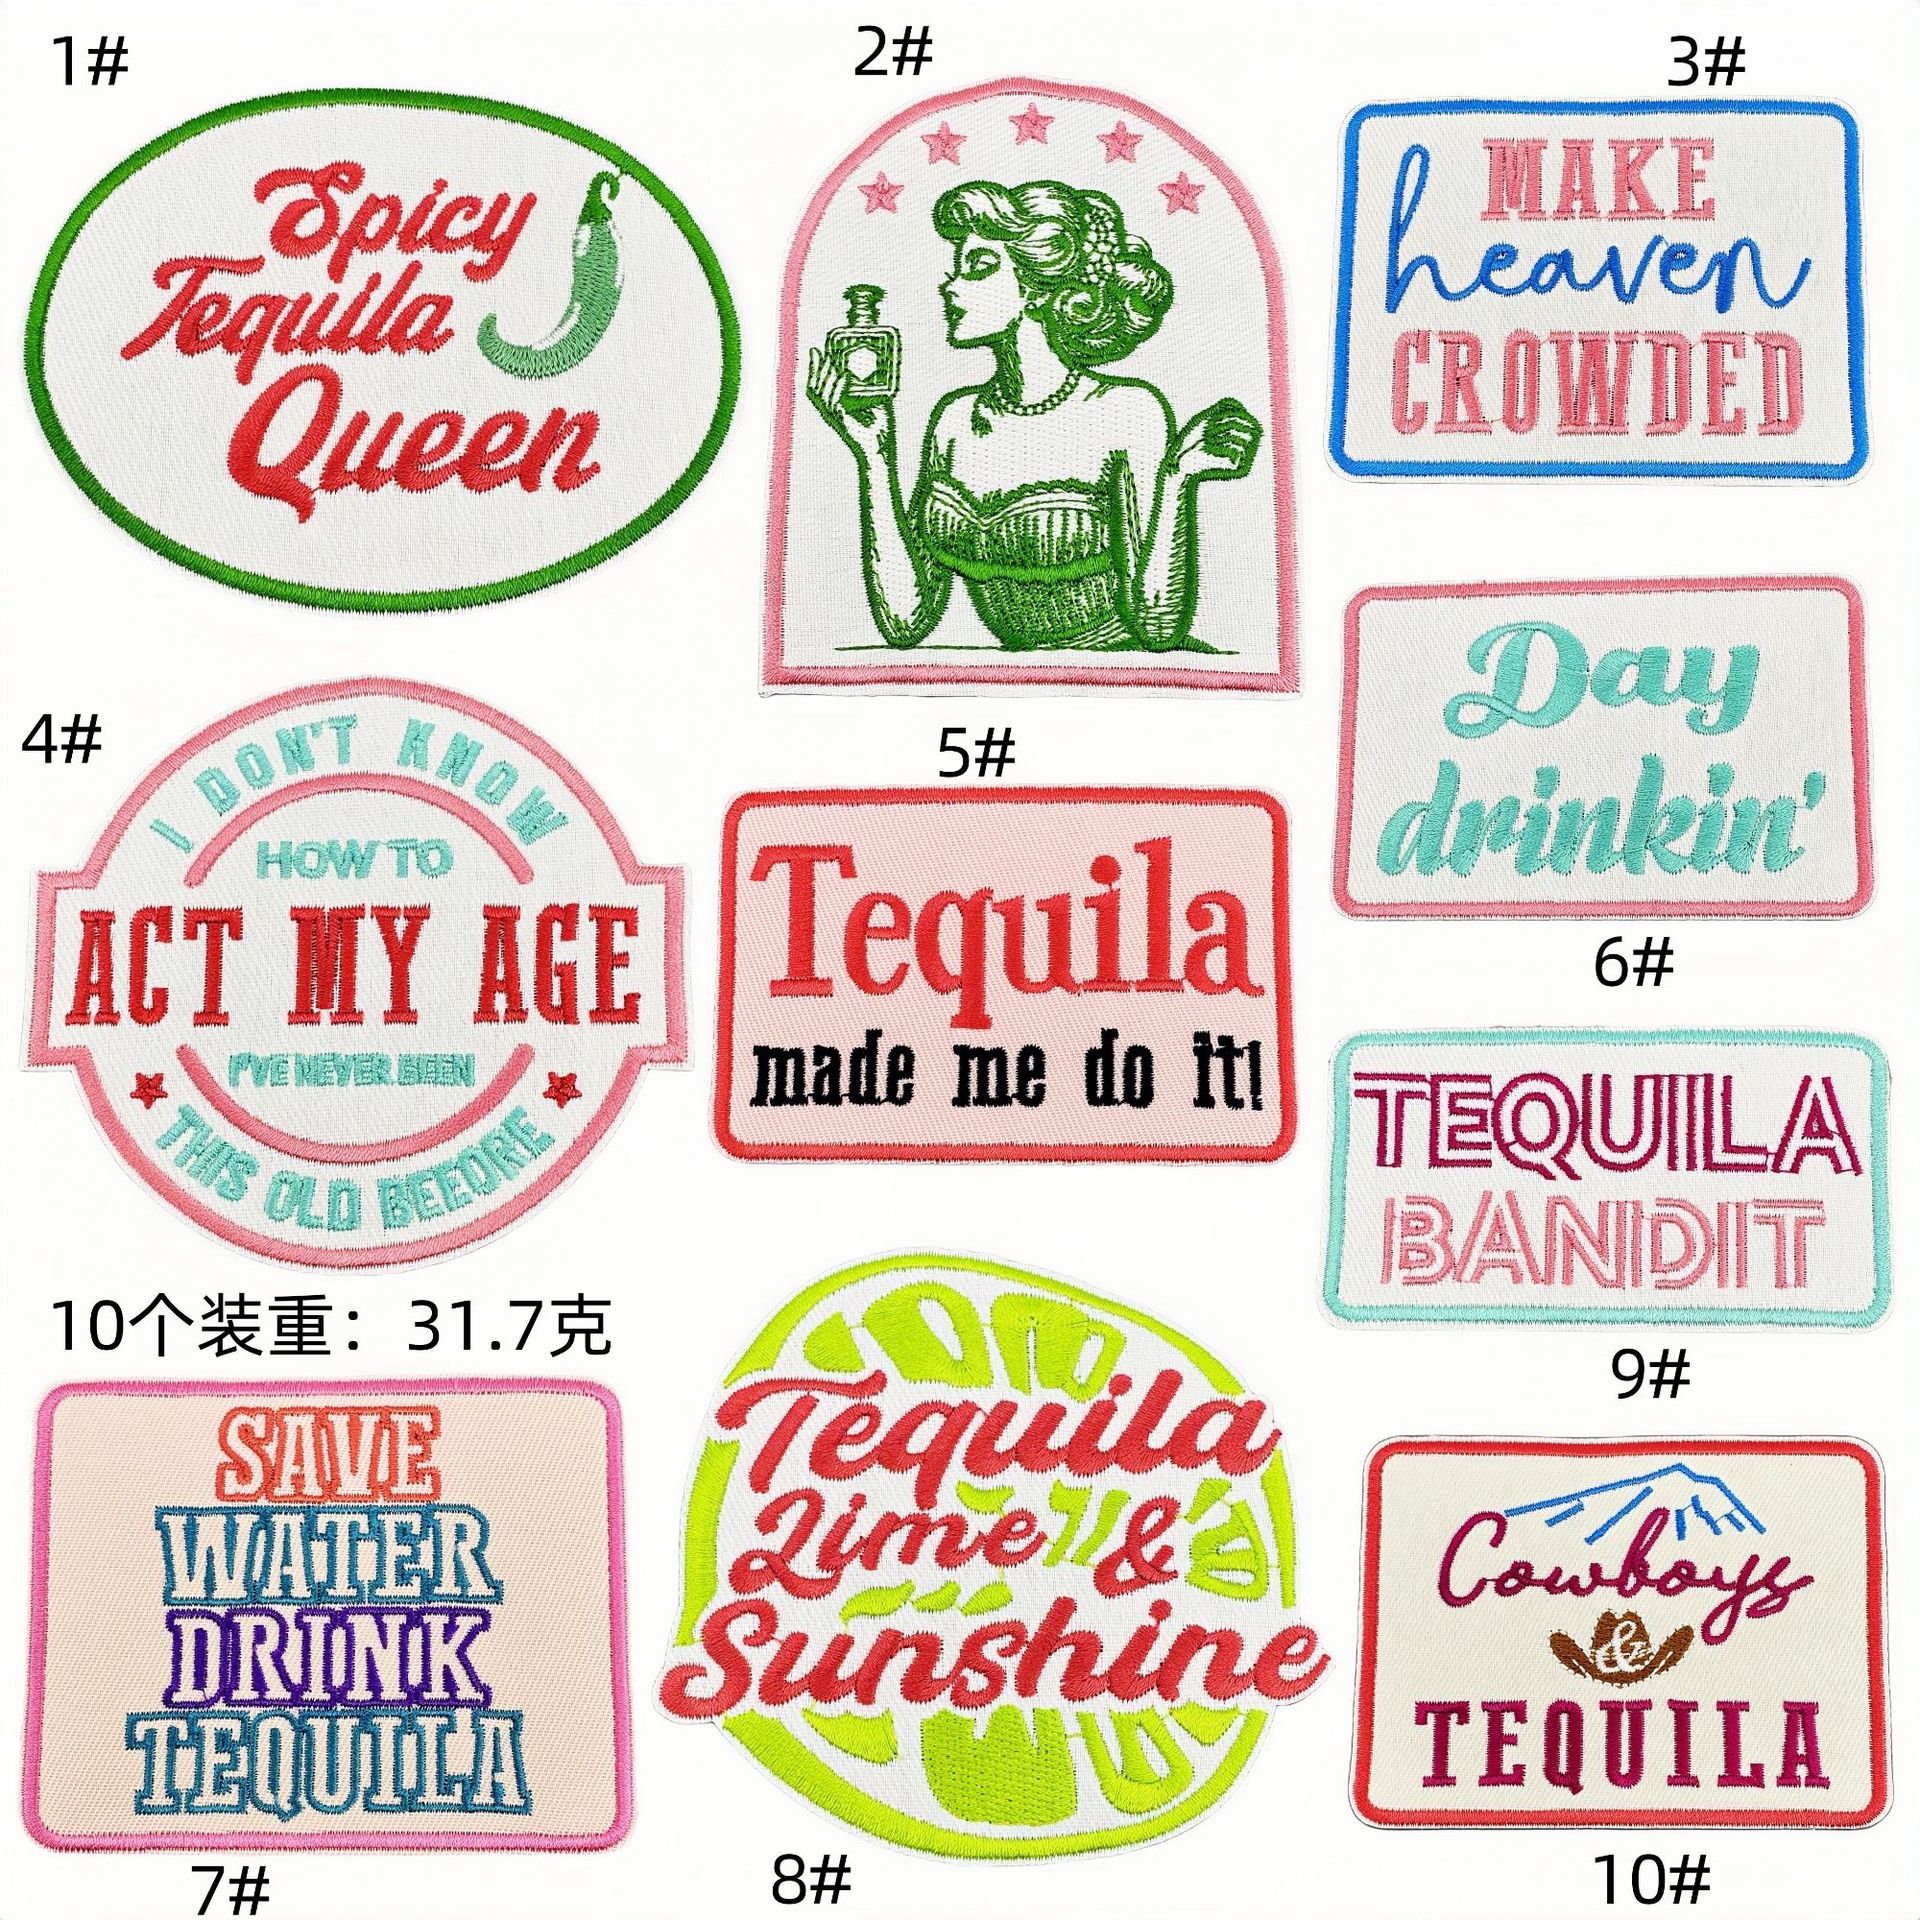 1#
Spicy
Tequila
Queen
2#
3#
MAKE
heaven
CROWDED
4#
I DON'T KNOW
HOW TO
ACT MY AGE
I'VE NEVER BEEN
THIS OLD BEEORE
5#
Tequila
made me do it!
Day
drinkin'
6#
TEQUILA
BANDIT
9#
10个装重：31.7克
SAVE
WATER
DRINK
TEQUILA
7#
Tequila
Lime &
Sunshine
8#
Cowboys
&
TEQUILA
10#